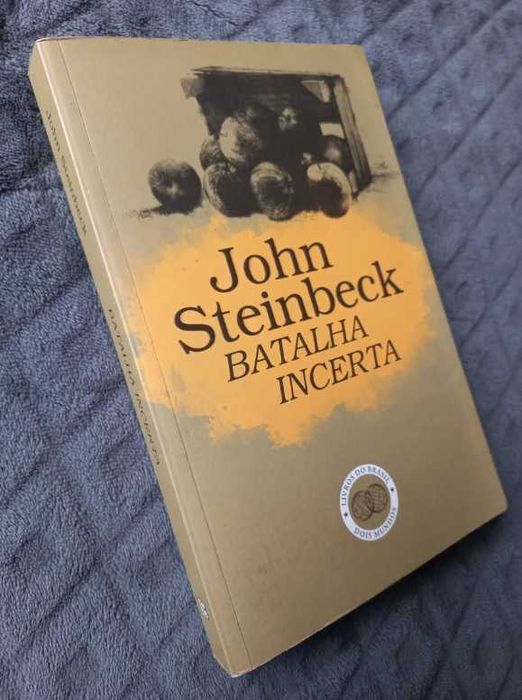 John
Steinbeck
BATALHA
INCERTA
LIVROS DO BRASIL
DOIS MUNDOS
John Steinbeck
BATALHA INCERTA